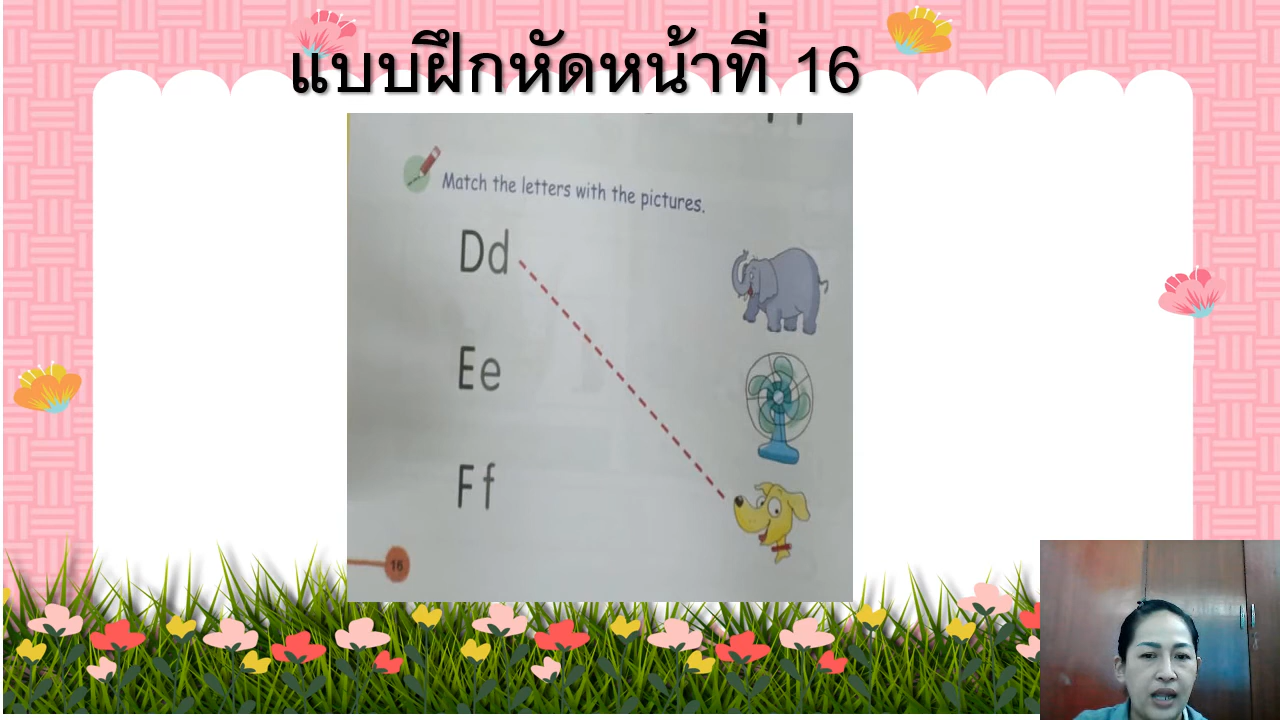 แบบฝึกหัดหน้าที่ 16
Match the letters with the pictures.
Dd
Ee
Ff
16